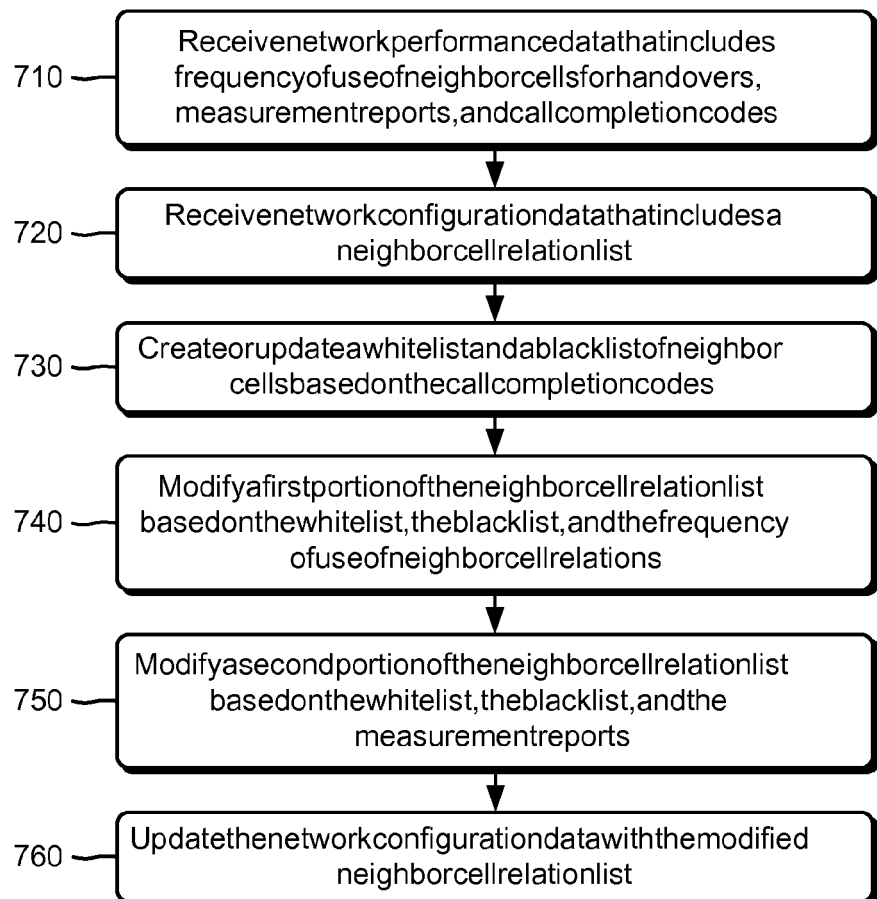 710
Receivenetworkperformancedatathatincludes
frequencyofuseofneighborcellsforhandovers,
measurementreports,andcallcompletioncodes
720
Receivenetworkconfigurationdatathatincludesa
neighborcellrelationlist
730
Createorupdateawhitelistandablacklistofneighbor
cellsbasedonthecallcompletioncodes
740
Modifyafirstportionoftheneighborcellrelationlist
basedonthewhitelist,theblacklist,andthefrequency
ofuseofneighborcellrelations
750
Modifyasecondportionoftheneighborcellrelationlist
basedonthewhitelist,theblacklist,andthe
measurementreports
760
Updatethenetworkconfigurationdatawiththemodified
neighborcellrelationlist